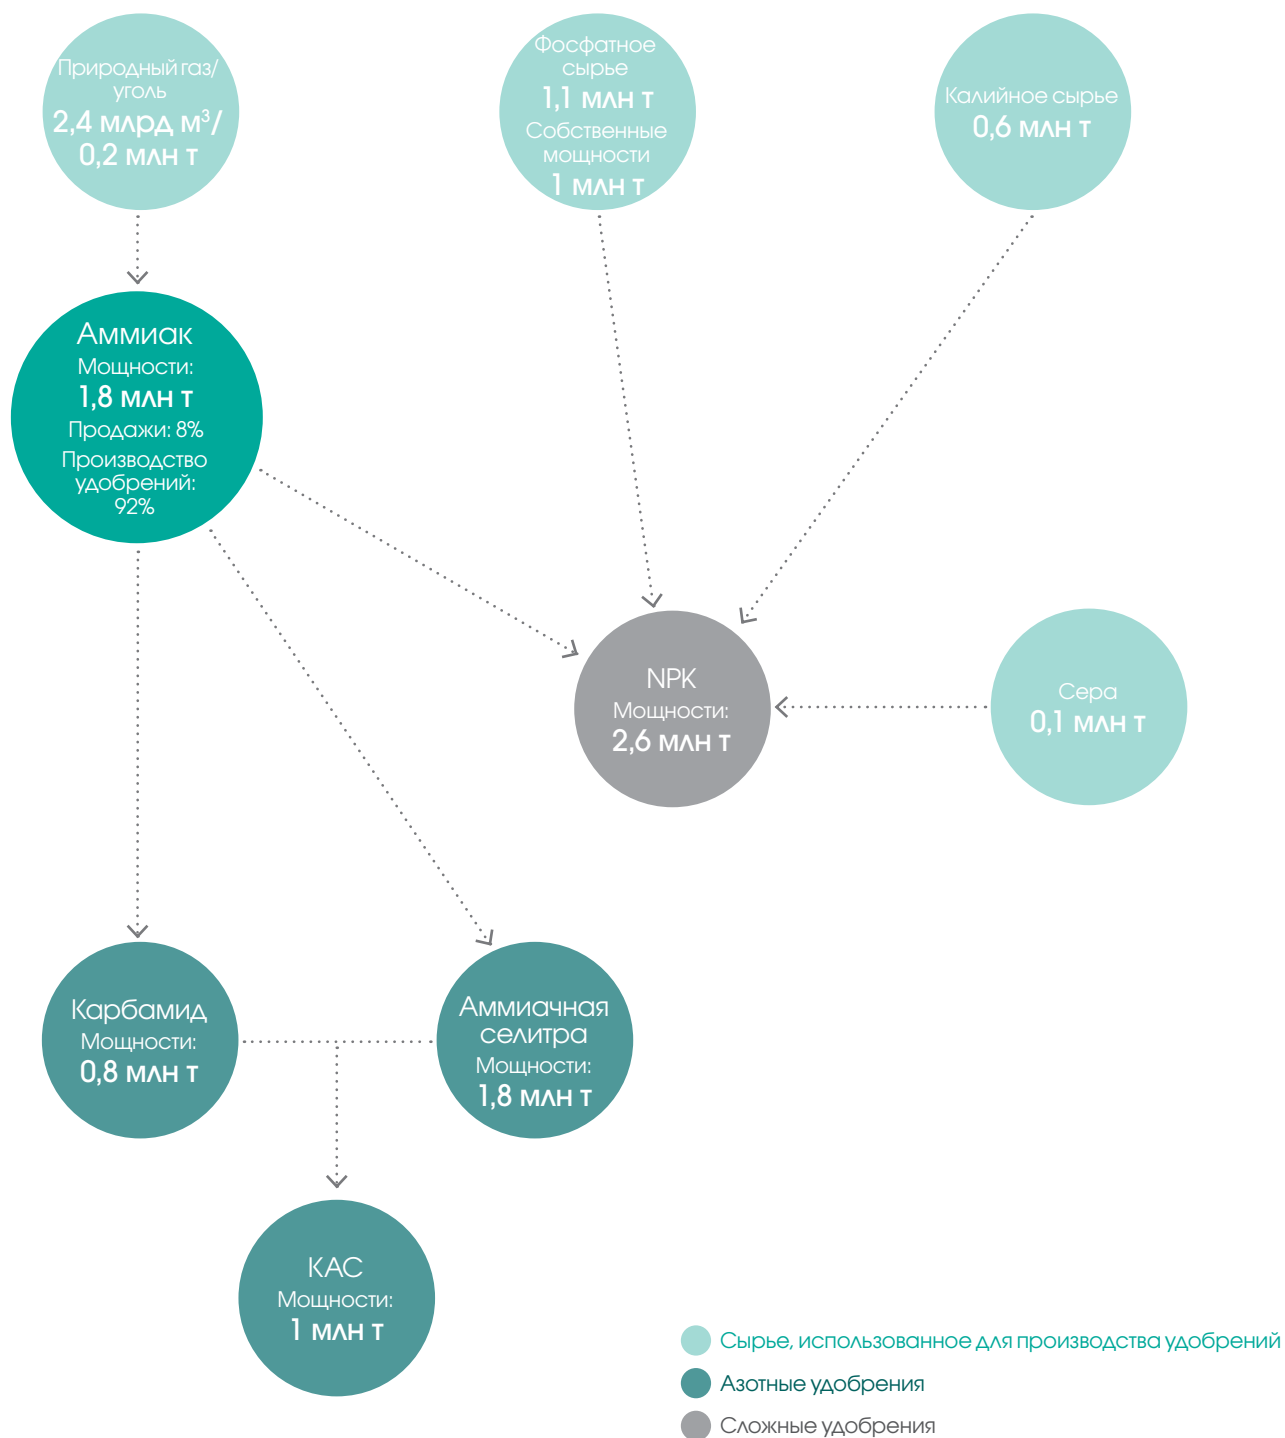 Природный газ/
уголь
2,4 млрд м³/
0,2 млн т
Фосфатное
сырье
1,1 млн т
Собственные
мощности
1 млн т
Калийное сырье
0,6 млн т
Аммиак
Мощности:
1,8 млн т
Продажи: 8%
Производство
удобрений:
92%
NPK
Мощности:
2,6 млн т
Сера
0,1 млн т
Карбамид
Мощности:
0,8 млн т
Аммиачная
селитра
Мощности:
1,8 млн т
КАС
Мощности:
1 млн т
Сырье, использованное для производства удобрений
Азотные удобрения
Сложные удобрения